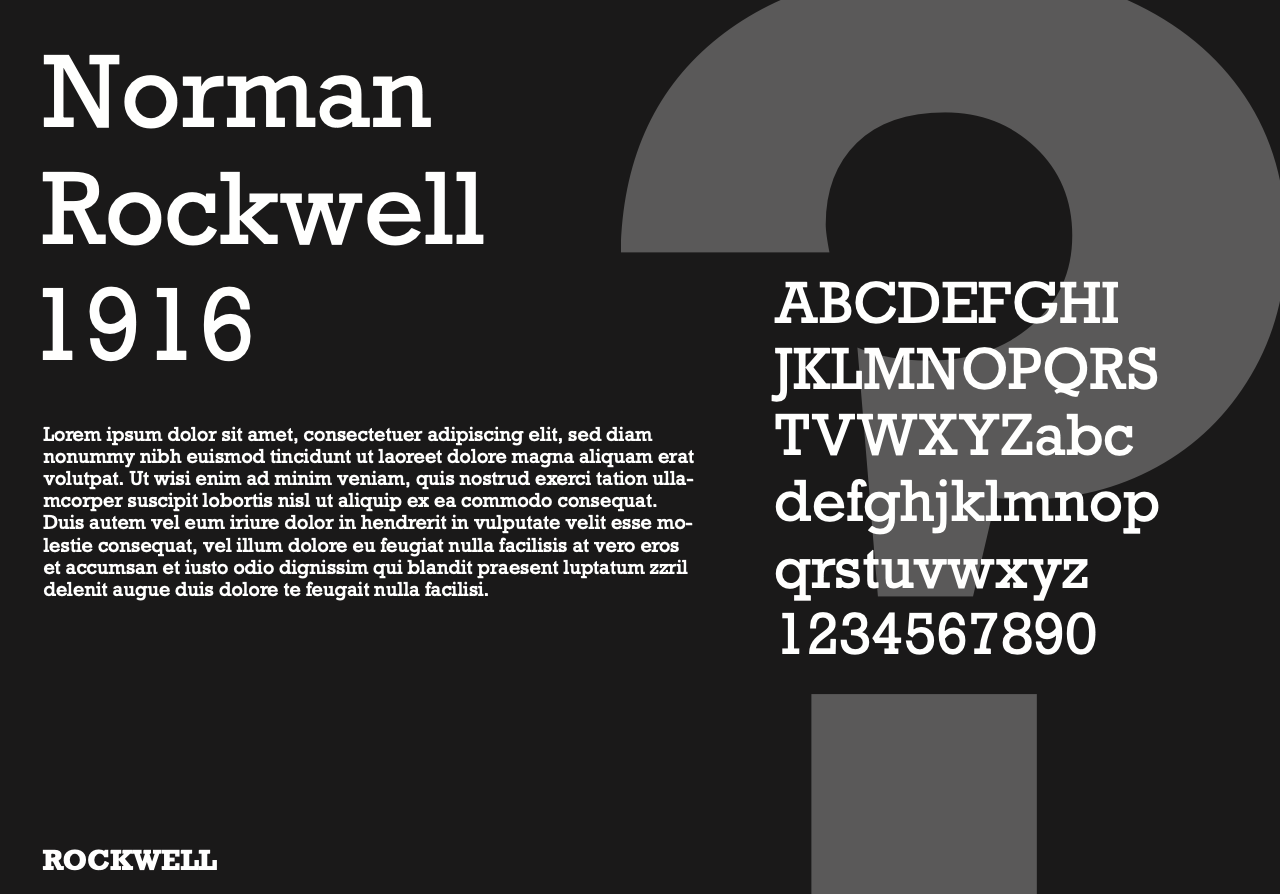 Norman
Rockwell
1916
Lorem ipsum dolor sit amet, consectetuer adipiscing elit, sed diam
nonummy nibh euismod tincidunt ut laoreet dolore magna aliquam erat
volutpat. Ut wisi enim ad minim veniam, quis nostrud exerci tation ulla-
mcorper suscipit lobortis nisl ut aliquip ex ea commodo consequat.
Duis autem vel eum iriure dolor in hendrerit in vulputate velit esse mo-
lestie consequat, vel illum dolore eu feugiat nulla facilisis at vero eros
et accumsan et iusto odio dignissim qui blandit praesent luptatum zzril
delenit augue duis dolore te feugait nulla facilisi.
?
ABCDEFGHI
JKLMNOPQRS
TVWXYZabc
defghjklmnop
qrstuvwxyz
1234567890
ROCKWELL